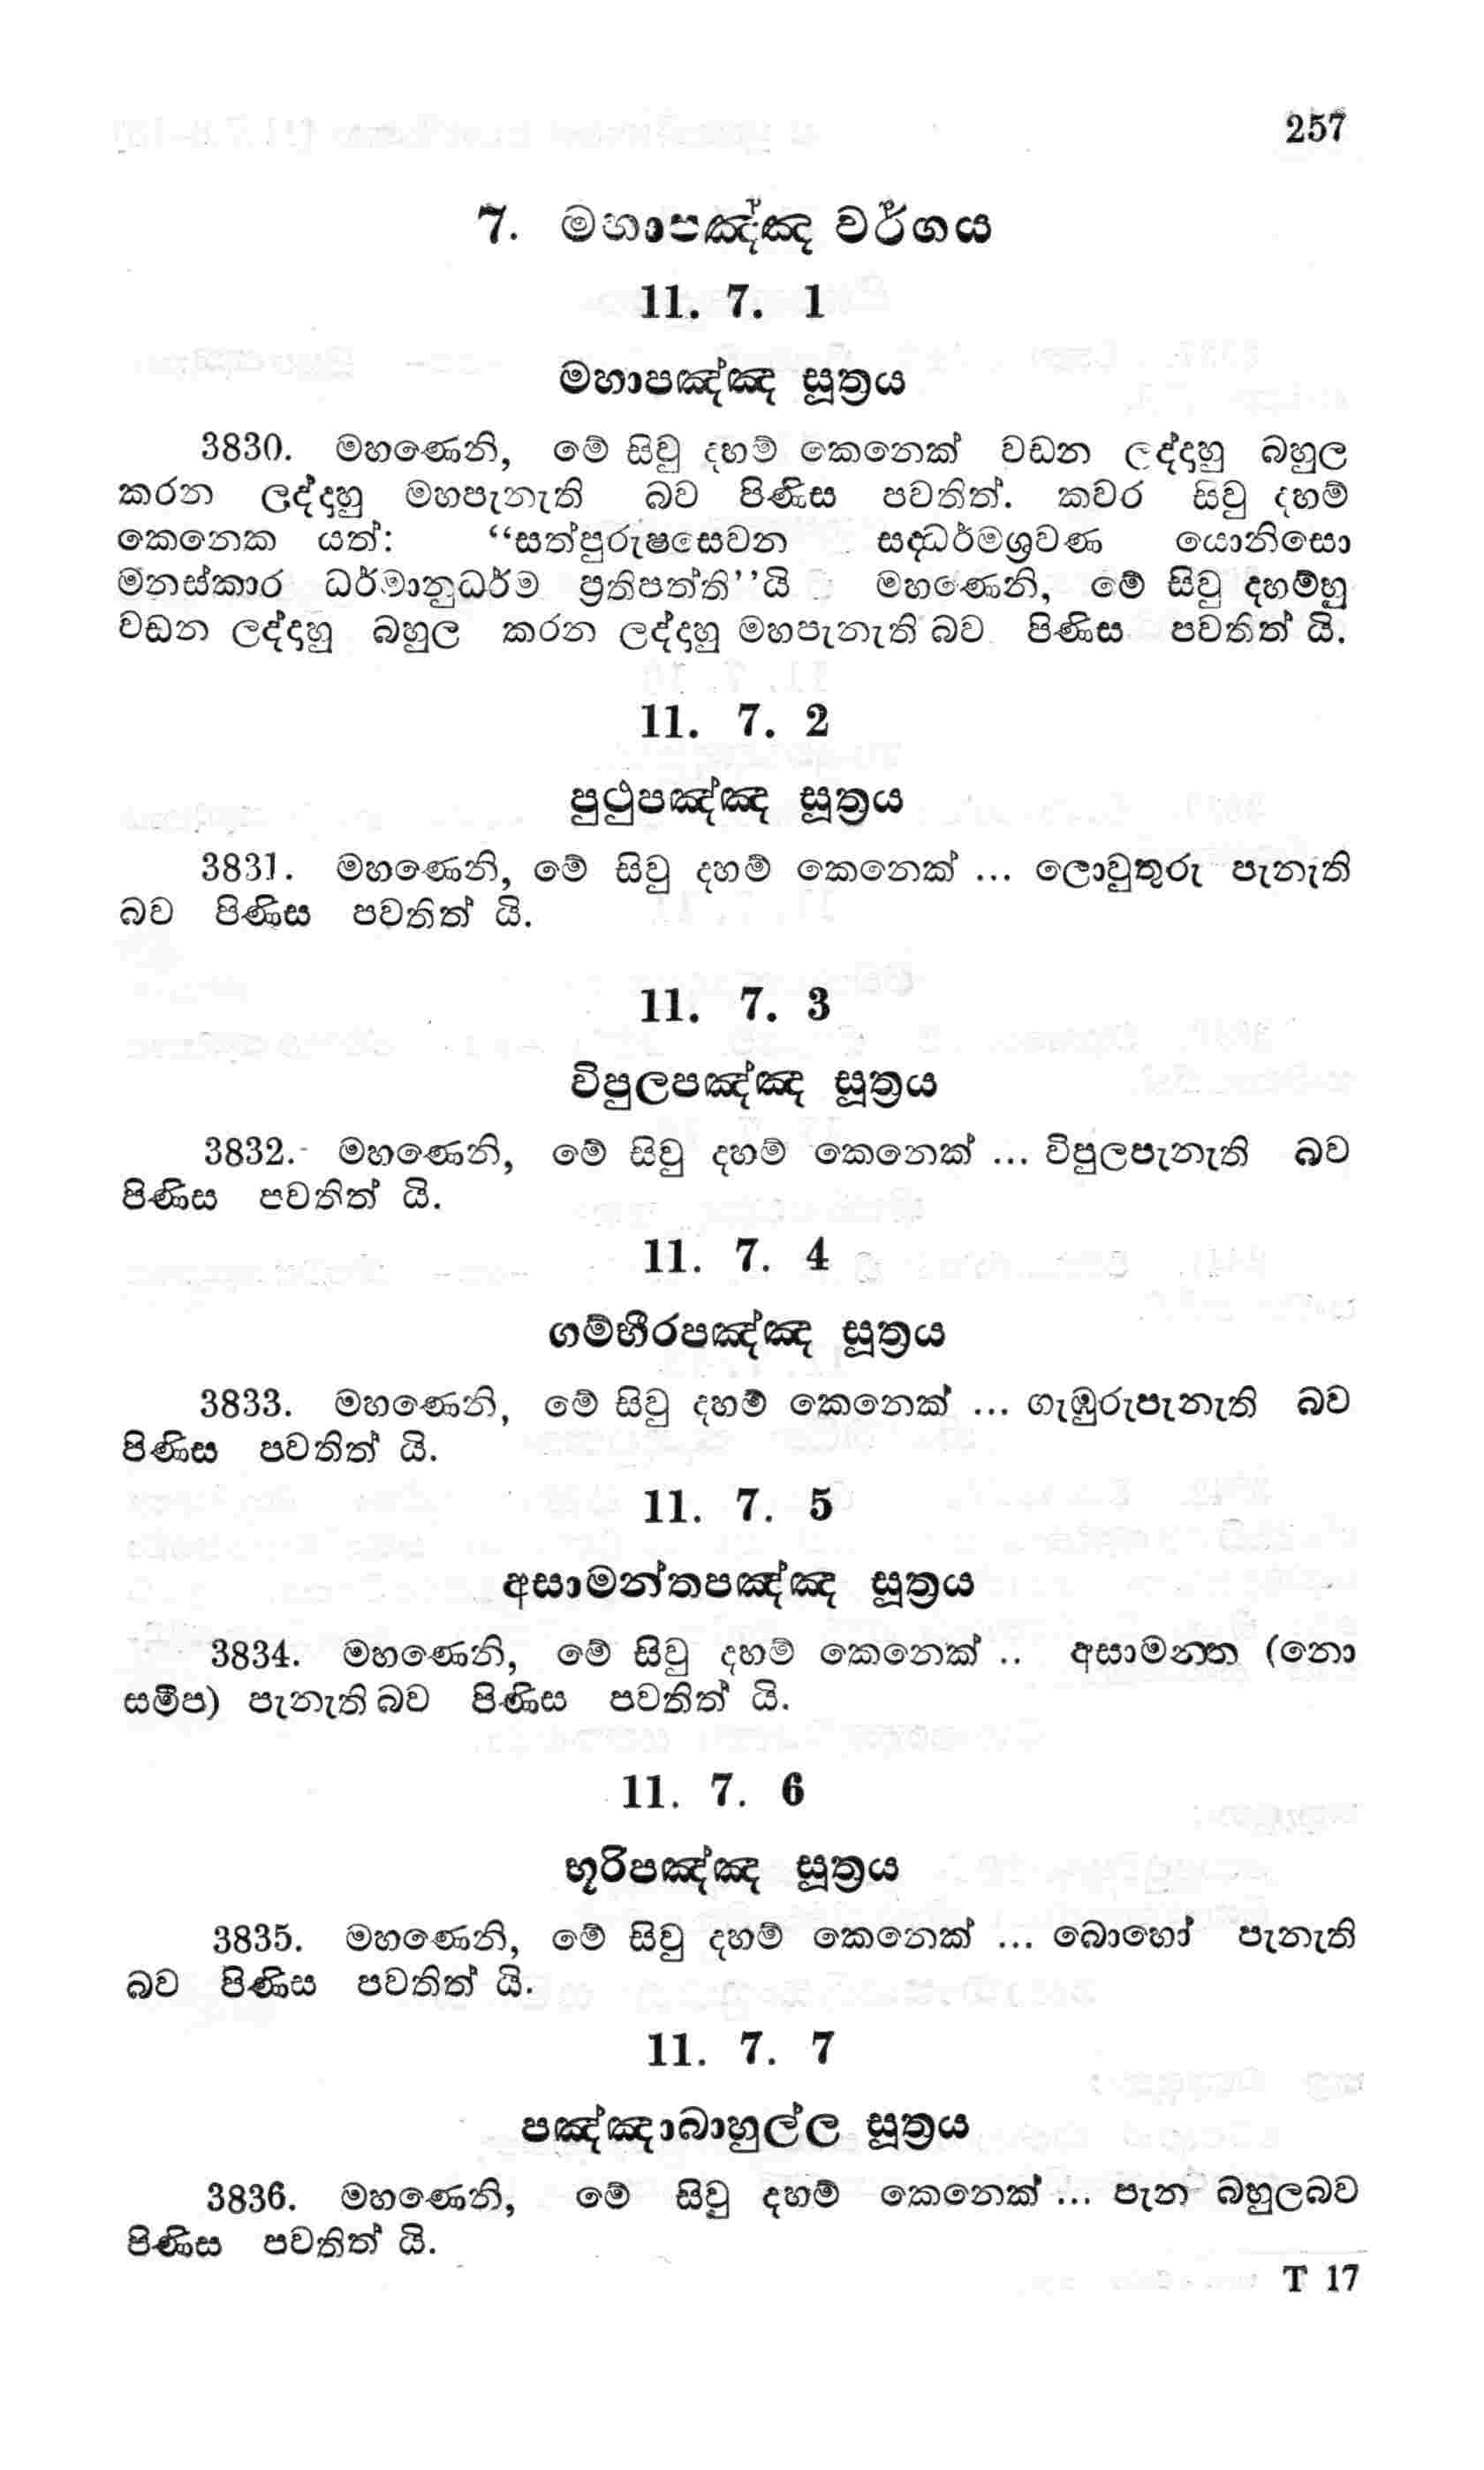 257
7. මහාපඤ්ඤ වර්ගය
11. 7. 1
මහාපඤ්ඤ සූත්‍රය
3830. මහණෙනි, මේ සිවු දහම් කෙනෙක් වඩන ලද්දහු බහුල
කරන ලද්දහු මහපැනැති බව පිණිස පවතිත්. කවර සිවු දහම්
කෙනෙක යත්: “සත්පුරුෂසෙවන සද්ධර්මශ්‍රවණ යොනිසො
මනස්කාර ධර්මානුධර්ම ප්‍රතිපත්ති’’යි මහණෙනි, මේ සිවු දහම්හු
වඩන ලද්දහු බහුල කරන ලද්දහු මහපැනැති බව පිණිස පවතිත් යි.
11. 7. 2
පුථුපඤ්ඤ සූත්‍රය
3831. මහණෙනි, මේ සිවු දහම් කෙනෙක් ... ලොවුතුරු පැනැති
බව පිණිස පවතිත් යි.
11. 7. 3
විපුලපඤ්ඤ සූත්‍රය
3832. මහණෙනි, මේ සිවු දහම් කෙනෙක් ... විපුලපැනැති බව
පිණිස පවතිත් යි.
11. 7. 4
ගම්භීරපඤ්ඤ සූත්‍රය
3833. මහණෙනි, මේ සිවු දහම් කෙනෙක් ... ගැඹුරුපැනැති බව
පිණිස පවතිත් යි.
11. 7. 5
අසාමන්තපඤ්ඤ සූත්‍රය
3834. මහණෙනි, මේ සිවු දහම් කෙනෙක් .. අසාමන්ත (නො
සමීප) පැනැති බව පිණිස පවතිත් යි.
11. 7. 6
භූරිපඤ්ඤ සූත්‍රය
3835. මහණෙනි, මේ සිවු දහම් කෙනෙක් ... බොහෝ පැනැති
බව පිණිස පවතිත් යි.
11. 7. 7
පඤ්ඤාබාහුල්ල සූත්‍රය
3836. මහණෙනි, මේ සිවු දහම් කෙනෙක් ... පැන බහුලබව
පිණිස පවතිත් යි.
T 17